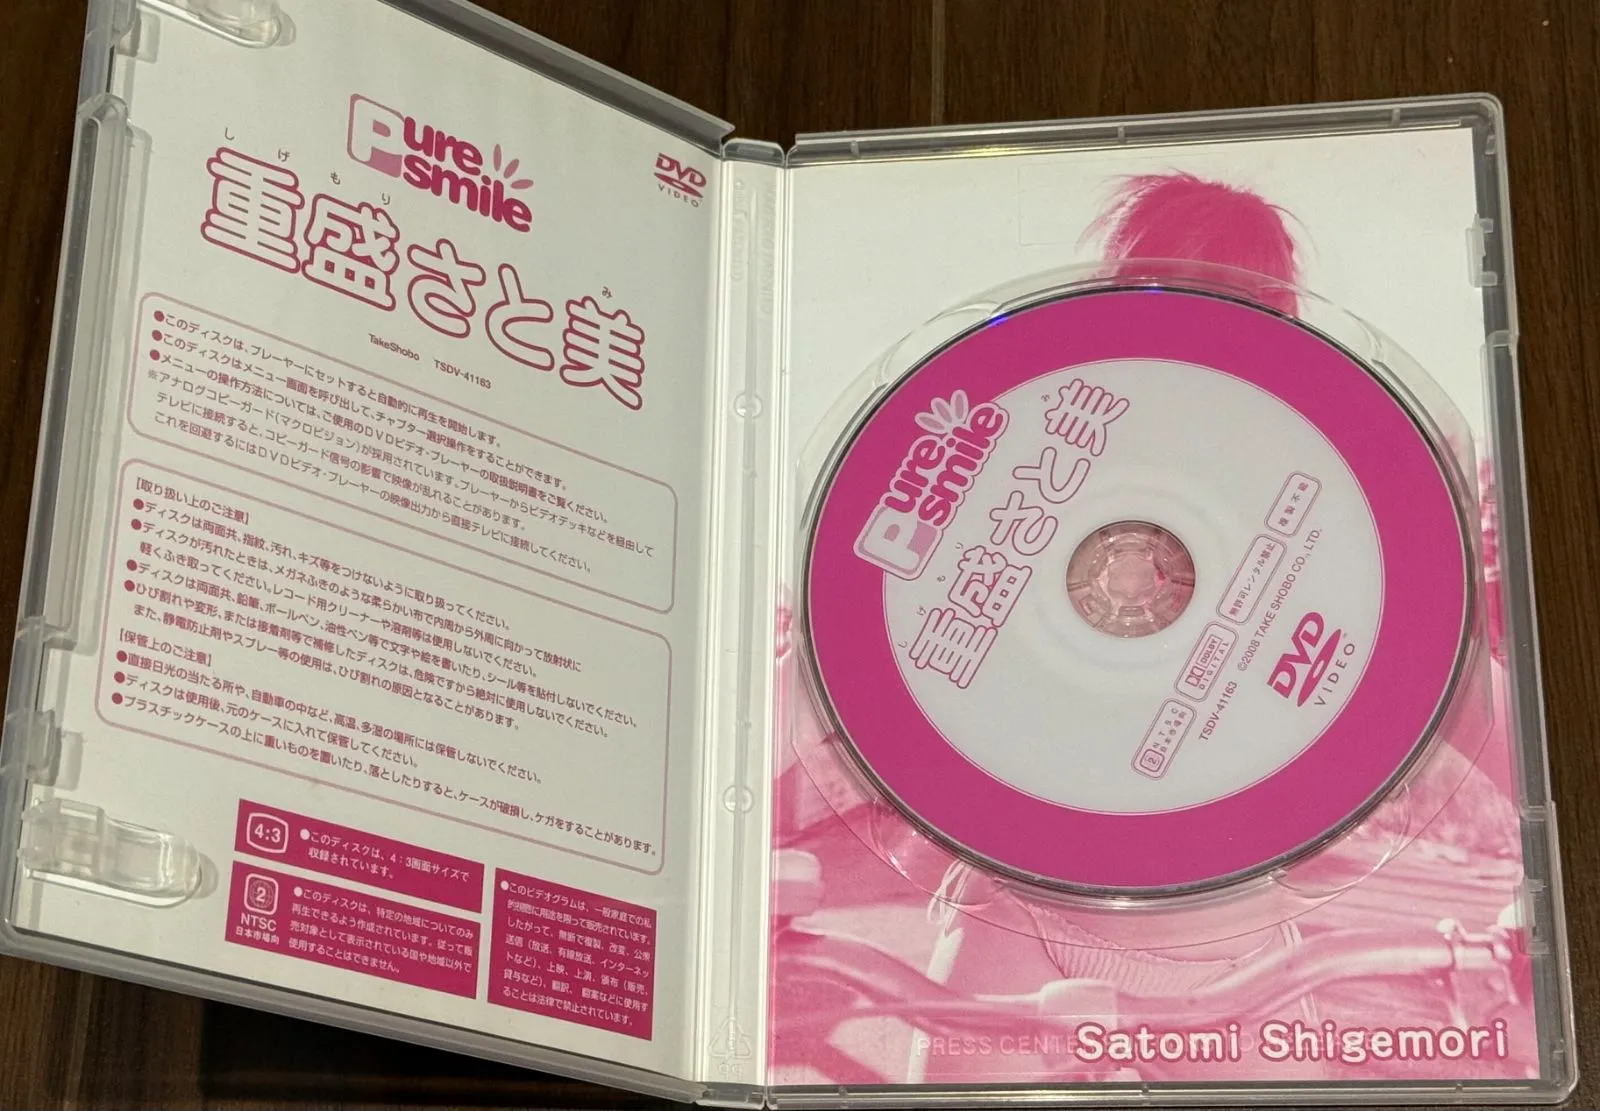 Pure
smile
DVD
VIDEO
しげもり み
重盛さと美
TakeShobo TSDV-41163
●このディスクは、プレーヤーにセットすると自動的に再生を開始します。
●このディスクはメニュー画面を呼び出して、チャプター選択操作をすることができます。
●メニューの操作方法については、ご使用のDVDビデオ・プレーヤーの取扱説明書をご覧ください。
※アナログコピーガード(マクロビジョン)が採用されています。プレーヤーからビデオデッキなどを経由して
テレビに接続すると、コピーガード信号の影響で映像が乱れることがあります。
これを回避するにはDVDビデオ・プレーヤーの映像出力から直接テレビに接続してください。
【取り扱い上のご注意】
●ディスクは両面共、指紋、汚れ、キズ等をつけないように取り扱ってください。
●ディスクが汚れたときは、メガネふきのような柔らかい布で内周から外周に向かって放射状に
軽くふき取ってください。レコード用クリーナーや溶剤等は使用しないでください。
●ディスクは両面共、鉛筆、ボールペン、油性ペン等で文字や絵を書いたり、シール等を貼付しないでください。
●ひび割れや変形、または接着剤等で補修したディスクは、危険ですから絶対に使用しないでください。
また、静電防止剤やスプレー等の使用は、ひび割れの原因となることがあります。
【保管上のご注意】
●直接日光の当たる所や、自動車の中など、高温、多湿の場所には保管しないでください。
●ディスクは使用後、元のケースに入れて保管してください。
●プラスチックケースの上に重いものを置いたり、落としたりすると、ケースが破損し、ケガをすることがあります。
4:3
●このディスクは、4：3画面サイズで
収録されています。
2
NTSC
日本市場向
●このディスクは、特定の地域についてのみ
再生できるよう作成されています。従って販
売対象として表示されている国や地域以外で
使用することはできません。
●このビデオグラムは、一般家庭での私
的視聴に用途を限って販売されています。
したがって、無断で複製、改変、公衆
送信(放送、有線放送、インターネッ
トなど)、上映、上演、頒布(販売、
貸与など)、翻訳、翻案などに使用す
ることは法律で禁止されています。
Pure
smile
しげもり み
重盛さと美
複製不能
無許可レンタル禁止
DOLBY
DIGITAL
2 NTSC
日本市場向
TSDV-41163
©2008 TAKE SHOBO CO., LTD.
DVD
VIDEO
Satomi Shigemori
PRESS CENTE